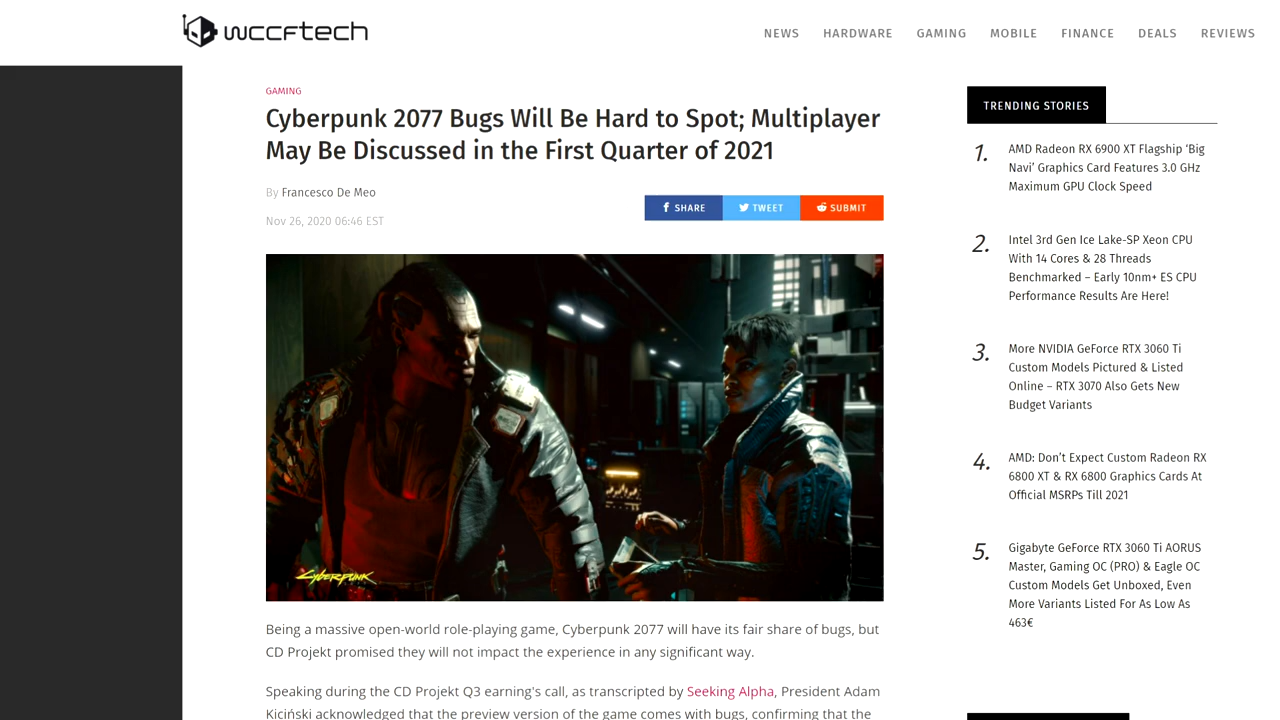 wccftech
NEWS HARDWARE GAMING MOBILE FINANCE DEALS REVIEWS
GAMING
Cyberpunk 2077 Bugs Will Be Hard to Spot; Multiplayer
May Be Discussed in the First Quarter of 2021
By Francesco De Meo
Nov 26, 2020 06:46 EST
SHARE TWEET SUBMIT
Cyberpunk
Being a massive open-world role-playing game, Cyberpunk 2077 will have its fair share of bugs, but
CD Projekt promised they will not impact the experience in any significant way.
Speaking during the CD Projekt Q3 earning's call, as transcripted by Seeking Alpha, President Adam
Kiciński acknowledged that the preview version of the game comes with bugs, confirming that the
TRENDING STORIES
1.
AMD Radeon RX 6900 XT Flagship ‘Big
Navi’ Graphics Card Features 3.0 GHz
Maximum GPU Clock Speed
2.
Intel 3rd Gen Ice Lake-SP Xeon CPU
With 14 Cores & 28 Threads
Benchmarked – Early 10nm+ ES CPU
Performance Results Are Here!
3.
More NVIDIA GeForce RTX 3060 Ti
Custom Models Pictured & Listed
Online – RTX 3070 Also Gets New
Budget Variants
4.
AMD: Don’t Expect Custom Radeon RX
6800 XT & RX 6800 Graphics Cards At
Official MSRPs Till 2021
5.
Gigabyte GeForce RTX 3060 Ti AORUS
Master, Gaming OC (PRO) & Eagle OC
Custom Models Get Unboxed, Even
More Variants Listed For As Low As
463€